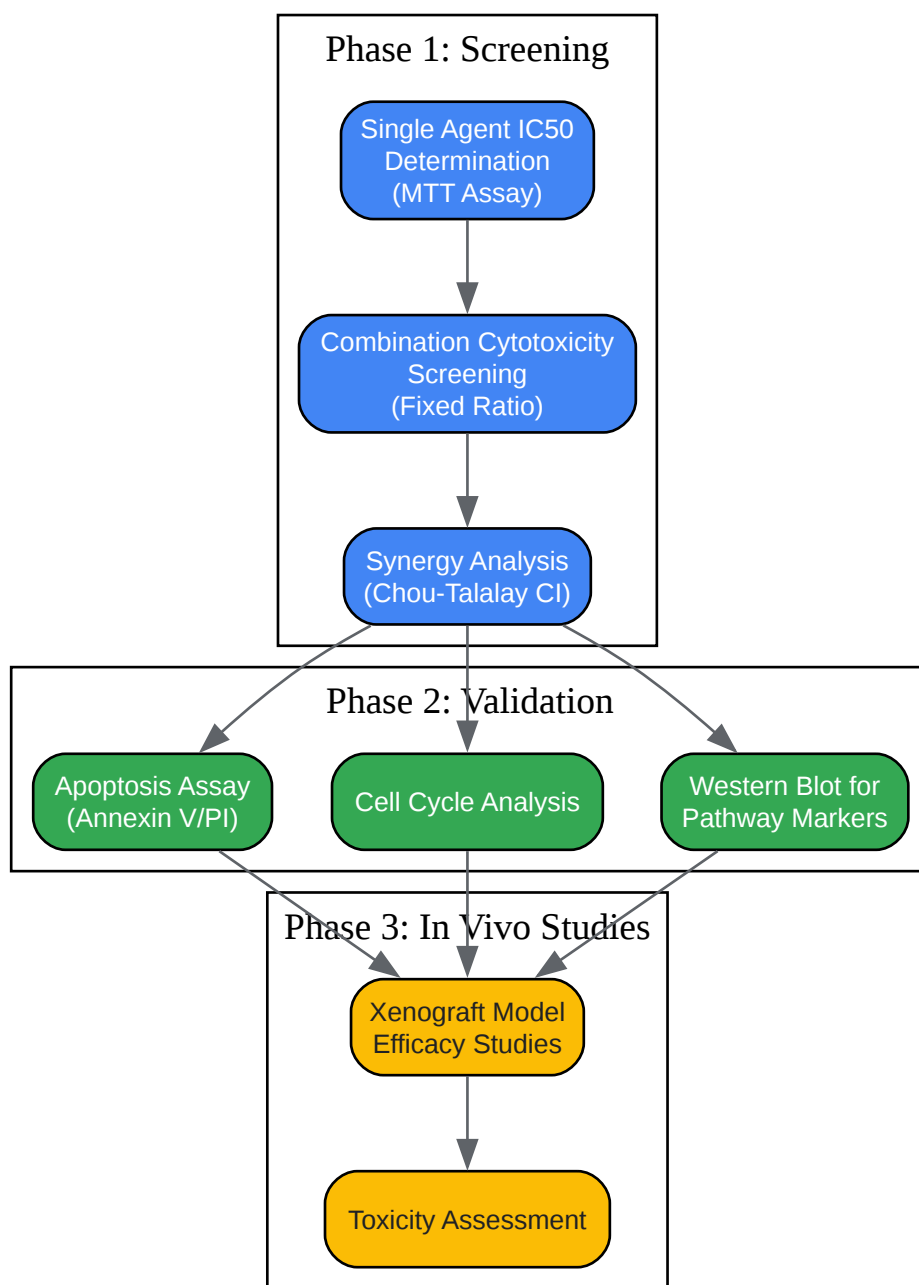 Phase 1: Screening
Single Agent IC50
Determination
(MTT Assay)
Combination Cytotoxicity
Screening
(Fixed Ratio)
Synergy Analysis
(Chou-Talalay CI)
Phase 2: Validation
Apoptosis Assay
(Annexin V/PI)
Cell Cycle Analysis
Western Blot for
Pathway Markers
Phase 3: In Vivo Studies
Xenograft Model
Efficacy Studies
Toxicity Assessment